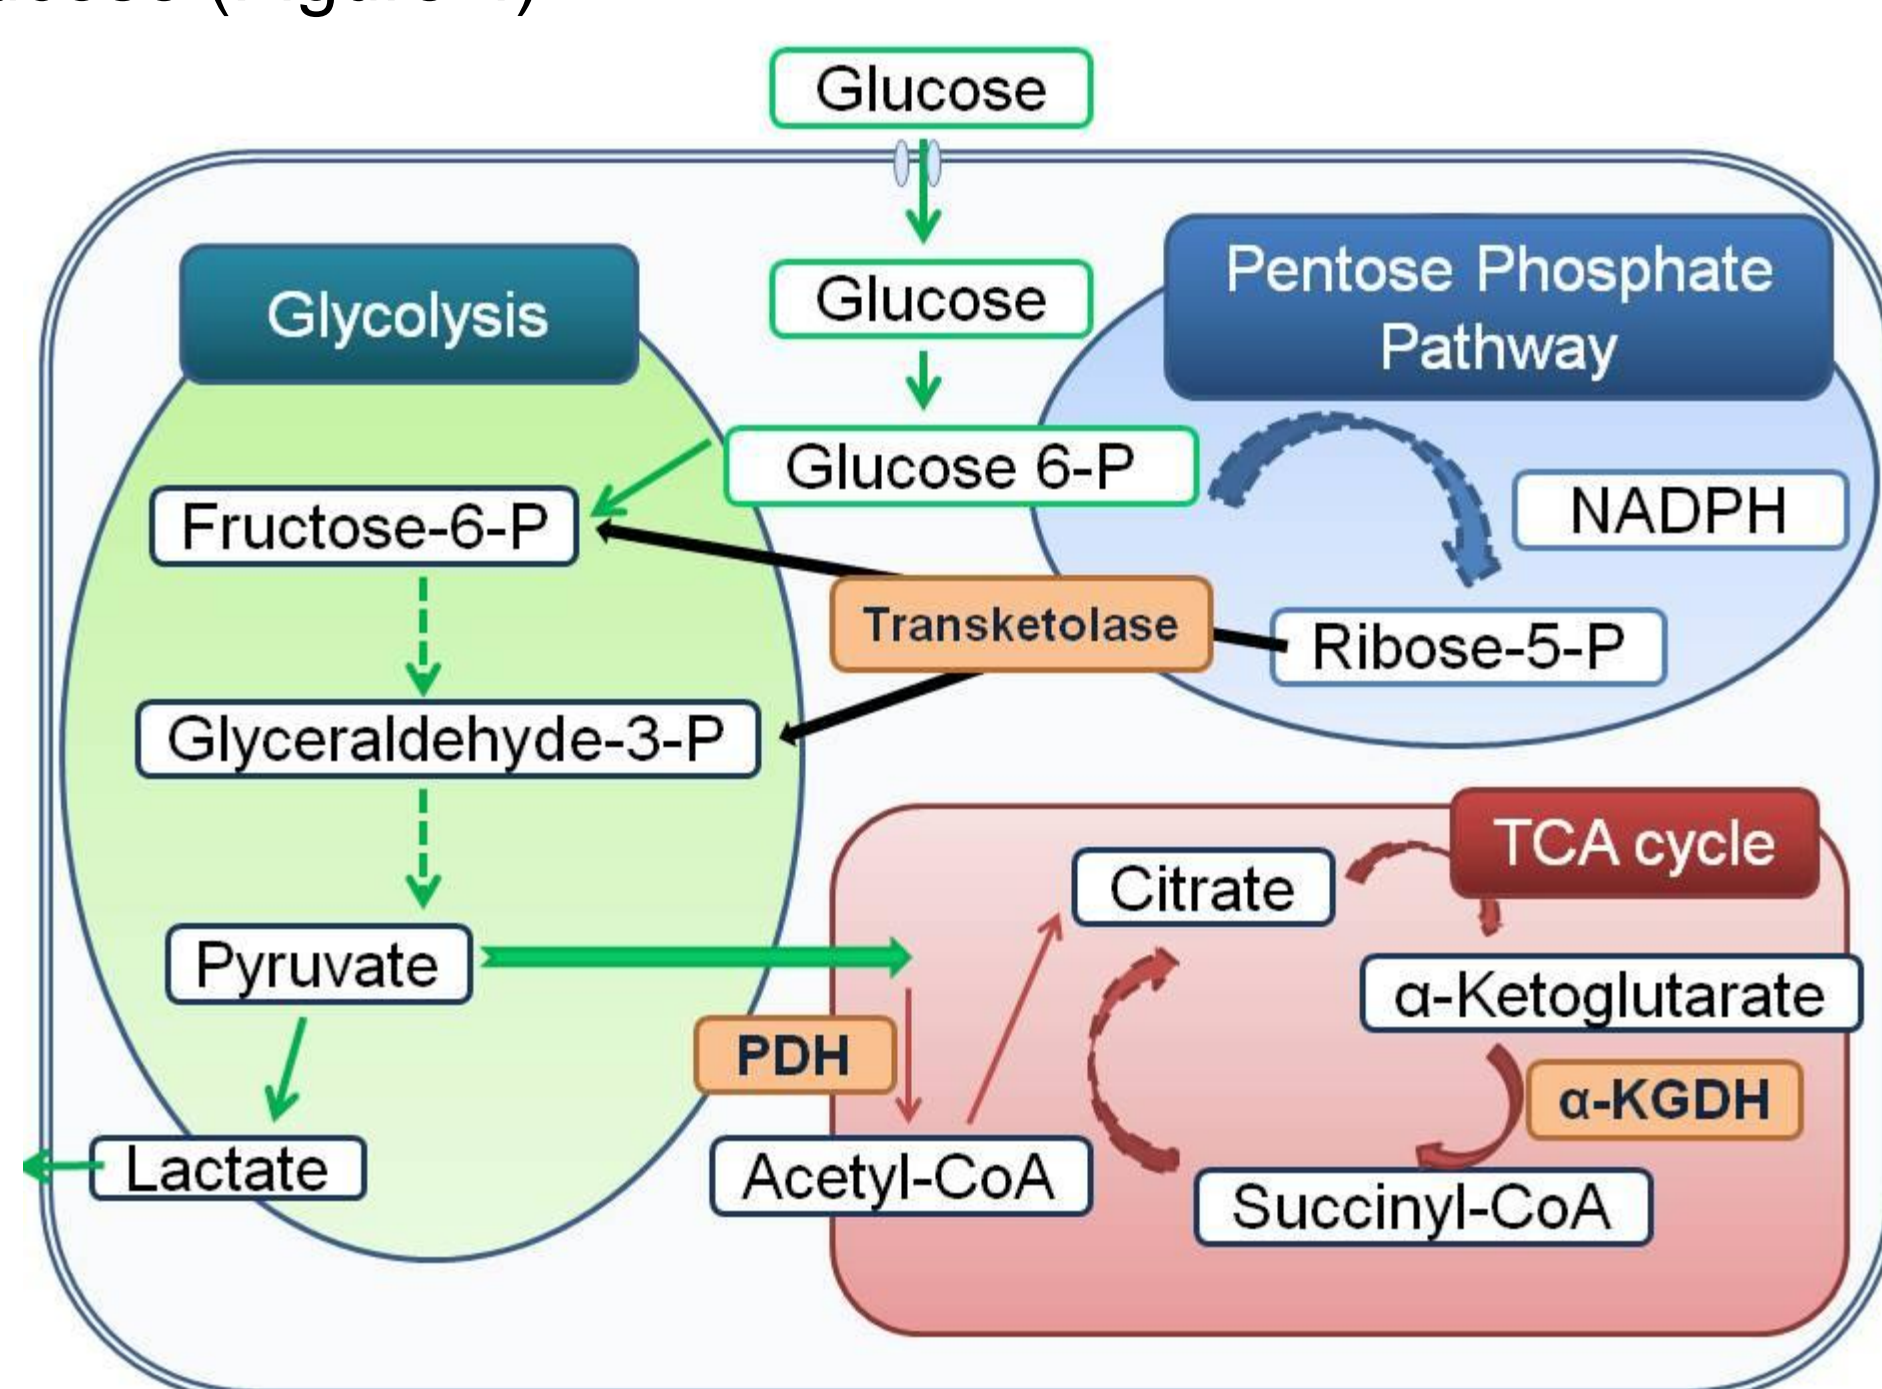 Glucose
Glycolysis
Glucose
Pentose Phosphate
Pathway
Glucose 6-P
Fructose-6-P
NADPH
Transketolase
Ribose-5-P
Glyceraldehyde-3-P
TCA cycle
Citrate
Pyruvate
α-Ketoglutarate
PDH
α-KGDH
Lactate
Acetyl-CoA
Succinyl-CoA